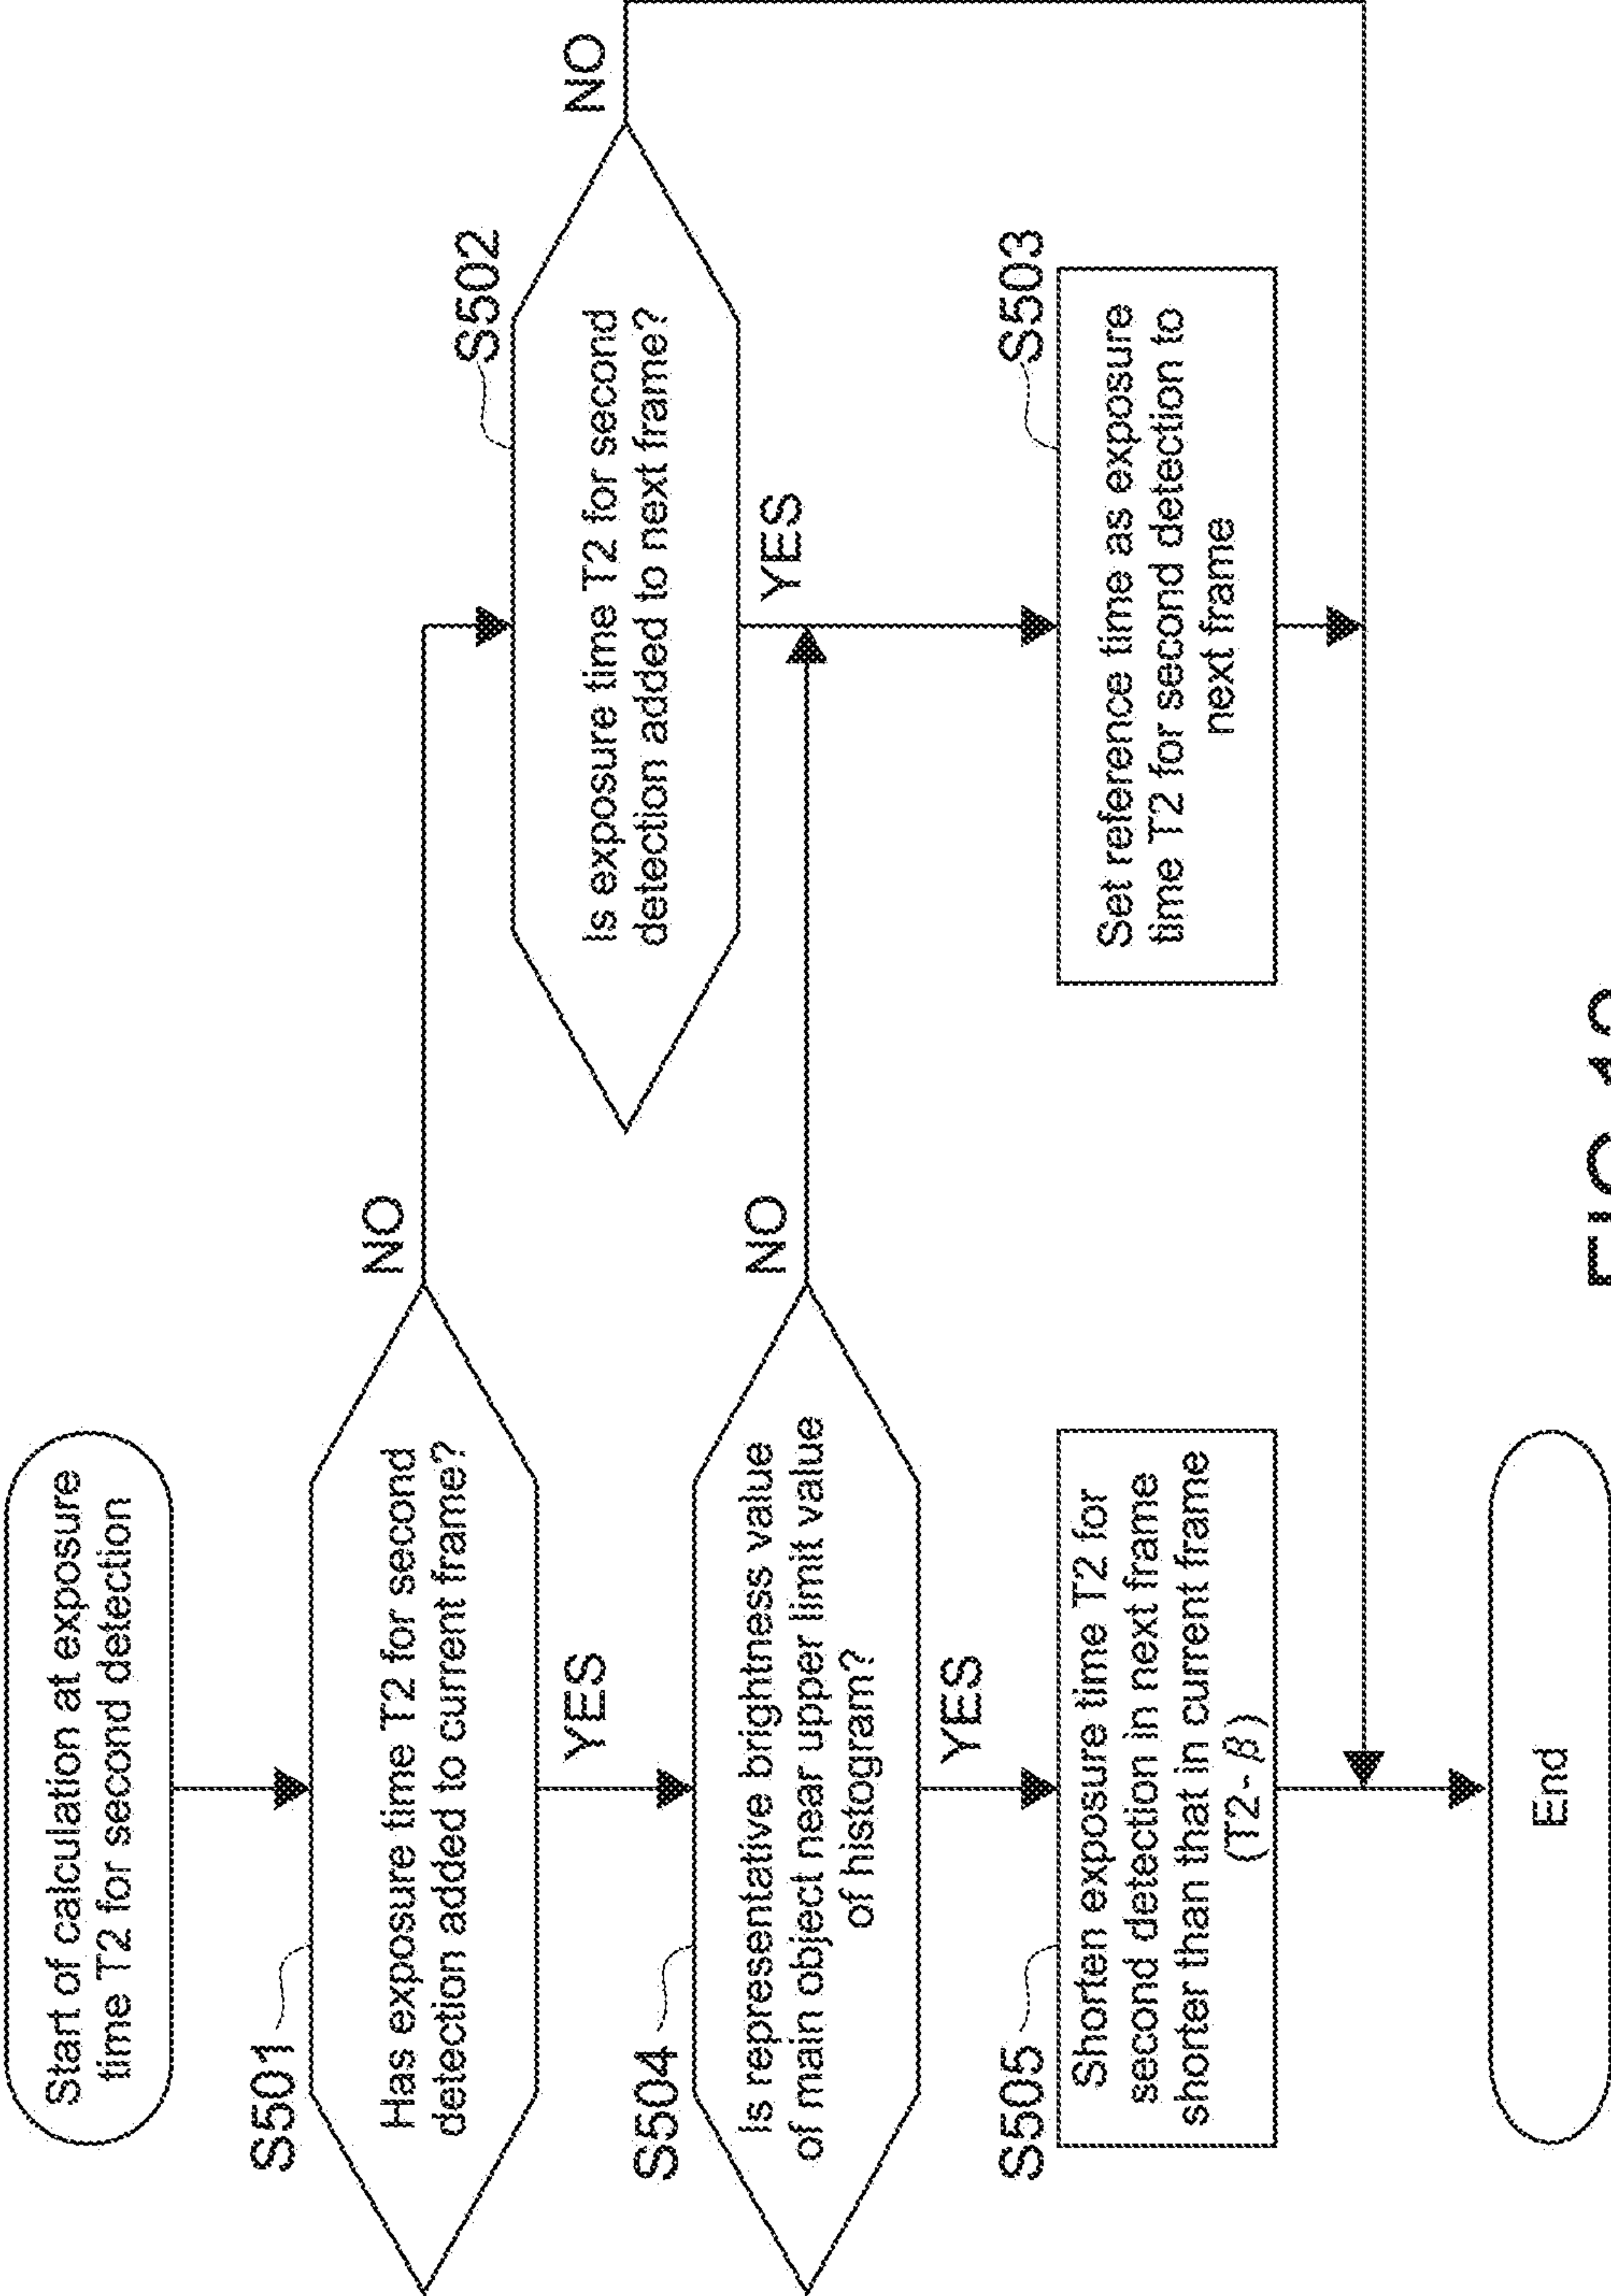 Start of calculation at exposure
time T2 for second detection
S501
Has exposure time T2 for second
detection added to current frame?
NO
YES
S502
Is exposure time T2 for second
detection added to next frame?
NO
YES
S504
Is representative brightness value
of main object near upper limit value
of histogram?
NO
YES
S503
Set reference time as exposure
time T2 for second detection to
next frame
S505
Shorten exposure time T2 for
second detection in next frame
shorter than that in current frame
(T2-β)
End